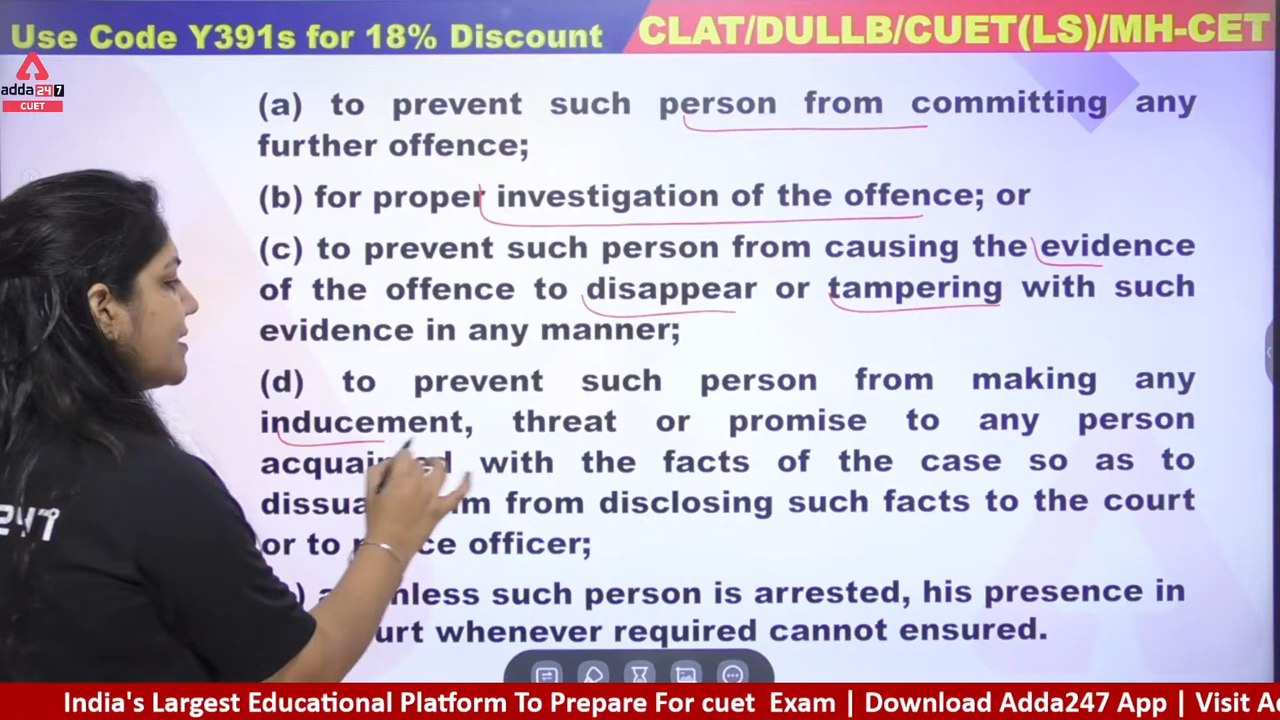 Use Code Y391s for 18% Discount
CLAT/DULLB/CUET(LS)/MH-CET
adda247
CUET
(a) to prevent such person from committing any
further offence;
(b) for proper investigation of the offence; or
(c) to prevent such person from causing the evidence
of the offence to disappear or tampering with such
evidence in any manner;
(d) to prevent such person from making any
inducement, threat or promise to any person
with the facts of the case so as to
from disclosing such facts to the court
or to officer;
such person is arrested, his presence in
whenever required cannot ensured.
247
India's Largest Educational Platform To Prepare For cuet Exam | Download Adda247 App | Visit